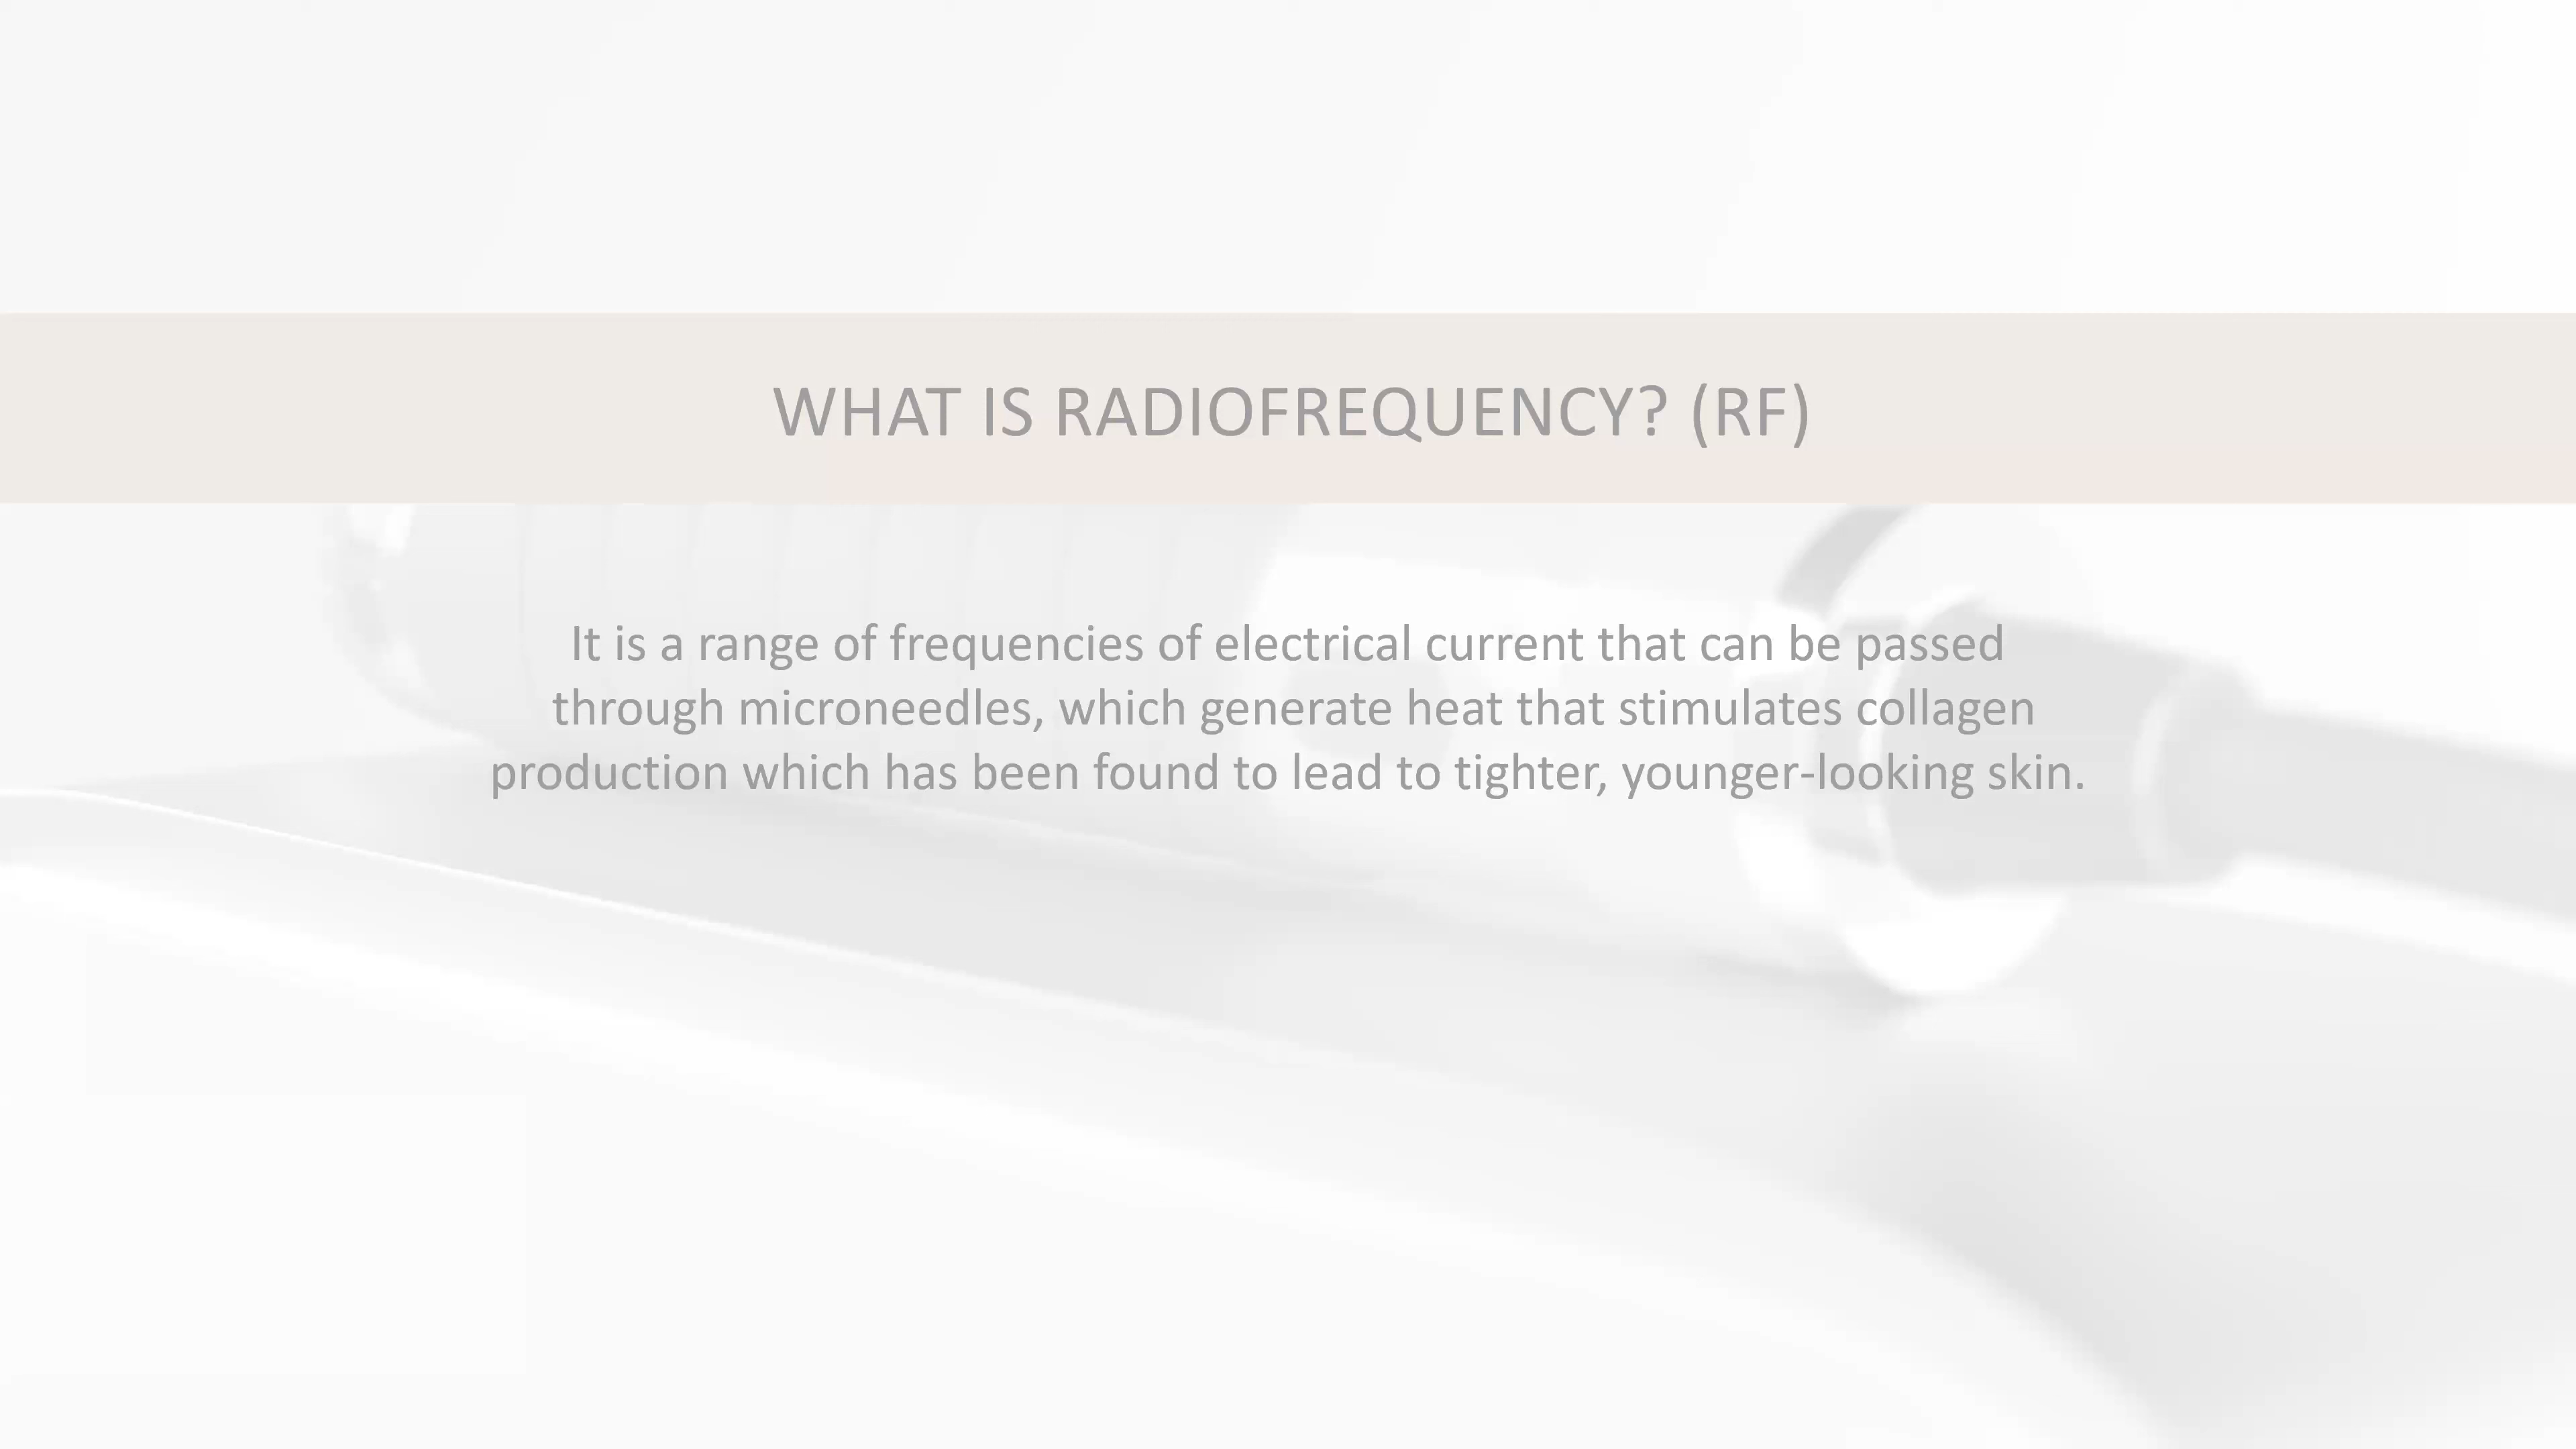 WHAT IS RADIOFREQUENCY? (RF)
It is a range of frequencies of electrical current that can be passed
through microneedles, which generate heat that stimulates collagen
production which has been found to lead to tighter, younger-looking skin.